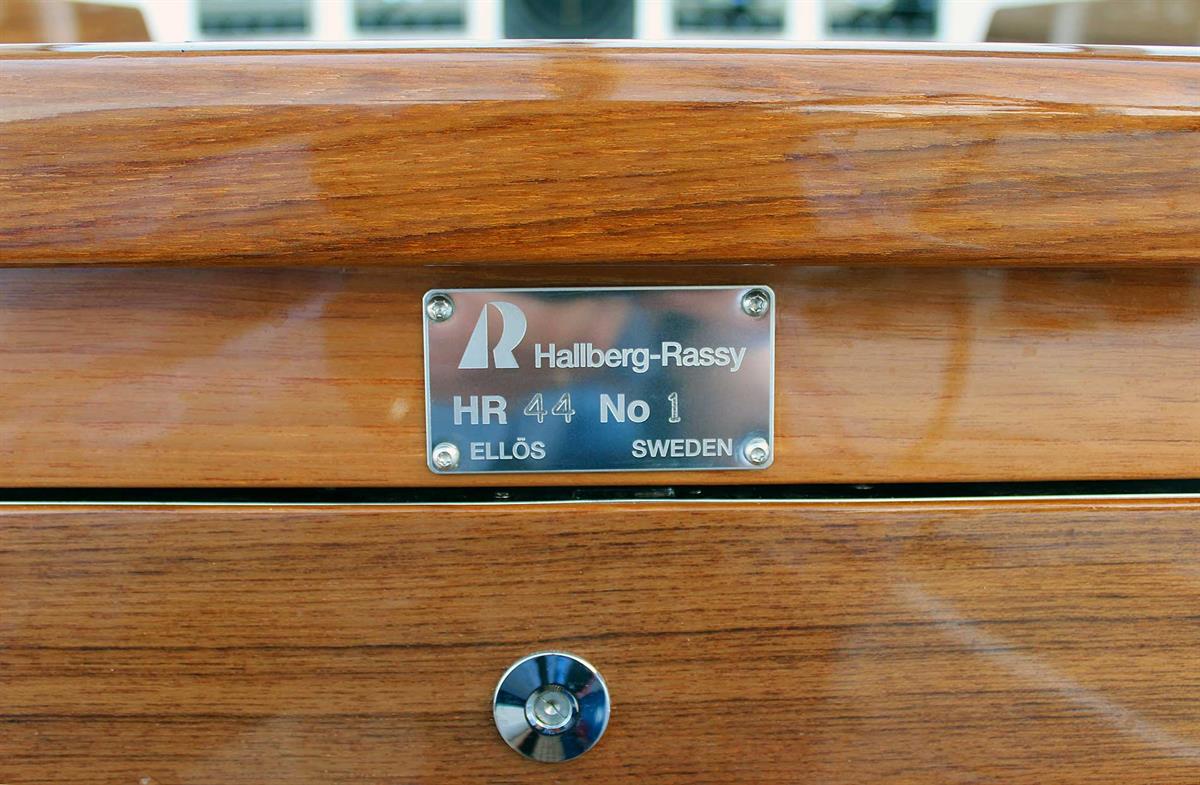 Hallberg-Rassy
HR 44 No 1
ELLÖS SWEDEN